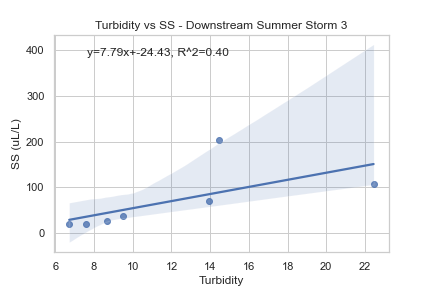 Turbidity vs SS - Downstream Summer Storm 3
y=7.79x+-24.43, R^2=0.40
400
300
200
100
0
SS (uL/L)
6 8 10 12 14 16 18 20 22
Turbidity